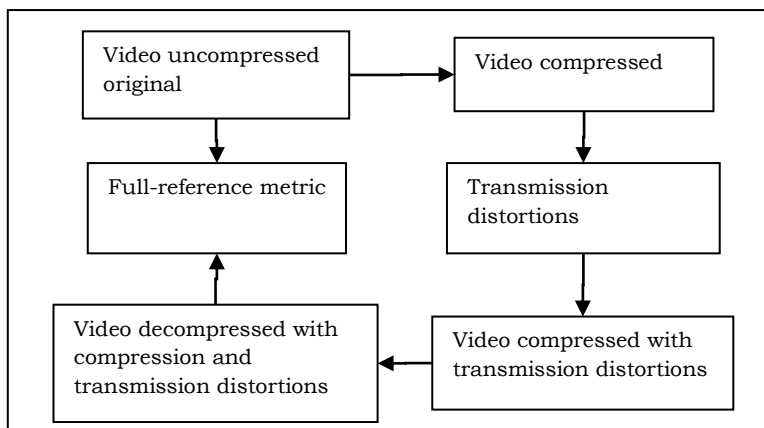 Video uncompressed
original
Video compressed
Full-reference metric
Transmission
distortions
Video decompressed with
compression and
transmission distortions
Video compressed with
transmission distortions